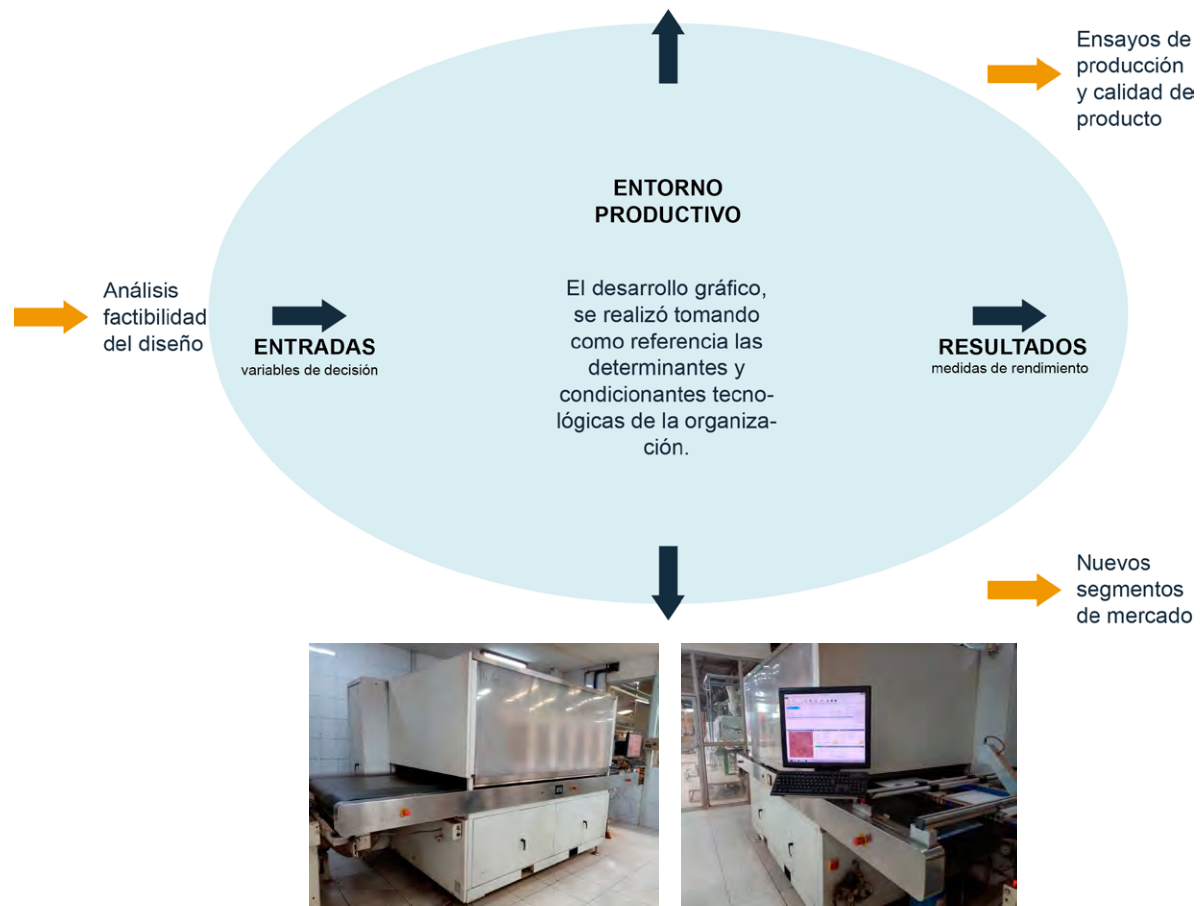 Ensayos de
producción
y calidad de
producto
ENTORNO
PRODUCTIVO
Análisis
factibilidad
del diseño
ENTRADAS
variables de decisión
El desarrollo gráfico,
se realizó tomando
como referencia las
determinantes y
condicionantes tecno-
lógicas de la organiza-
ción.
RESULTADOS
medidas de rendimiento
Nuevos
segmentos
de mercado